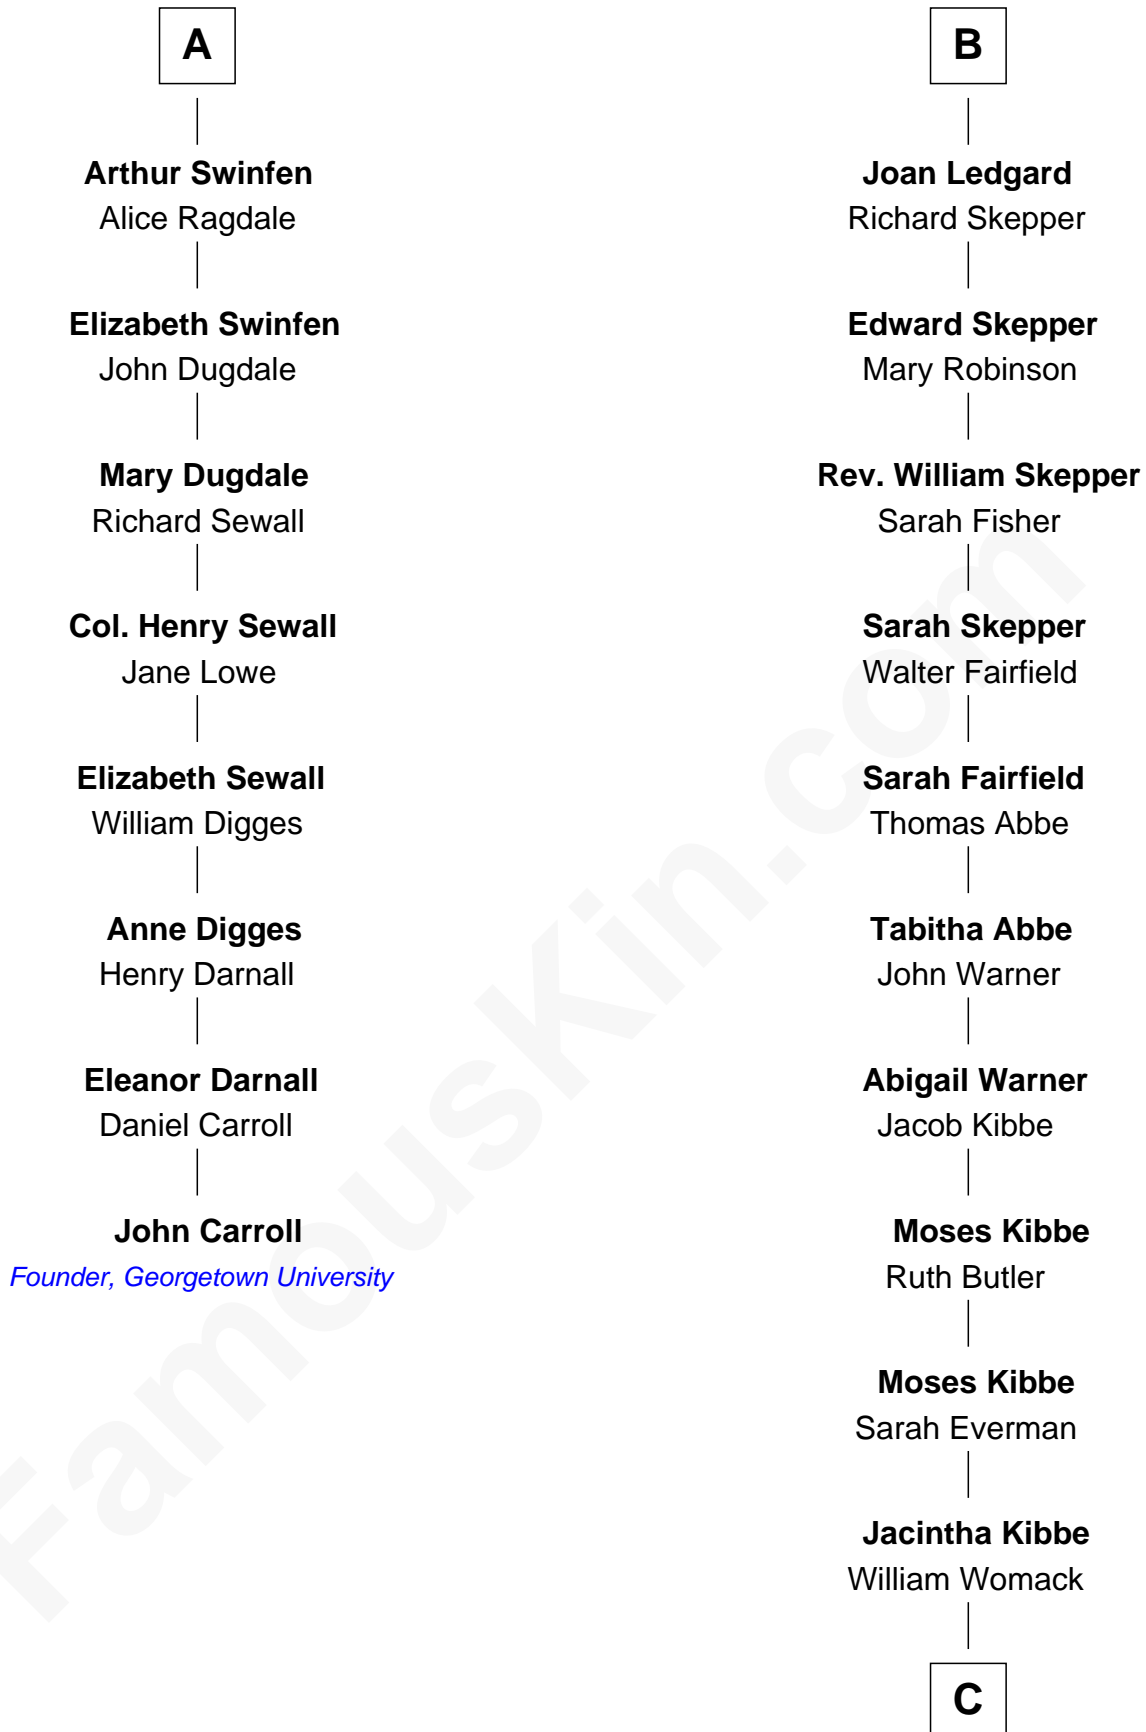 A
Arthur Swinfen
Alice Ragdale
Elizabeth Swinfen
John Dugdale
Mary Dugdale
Richard Sewall
Col. Henry Sewall
Jane Lowe
Elizabeth Sewall
William Digges
Anne Digges
Henry Darnall
Eleanor Darnall
Daniel Carroll
John Carroll
Founder, Georgetown University
B
Joan Ledgard
Richard Skepper
Edward Skepper
Mary Robinson
Rev. William Skepper
Sarah Fisher
Sarah Skepper
Walter Fairfield
Sarah Fairfield
Thomas Abbe
Tabitha Abbe
John Warner
Abigail Warner
Jacob Kibbe
Moses Kibbe
Ruth Butler
Moses Kibbe
Sarah Everman
Jacintha Kibbe
William Womack
C
FamousKin.com